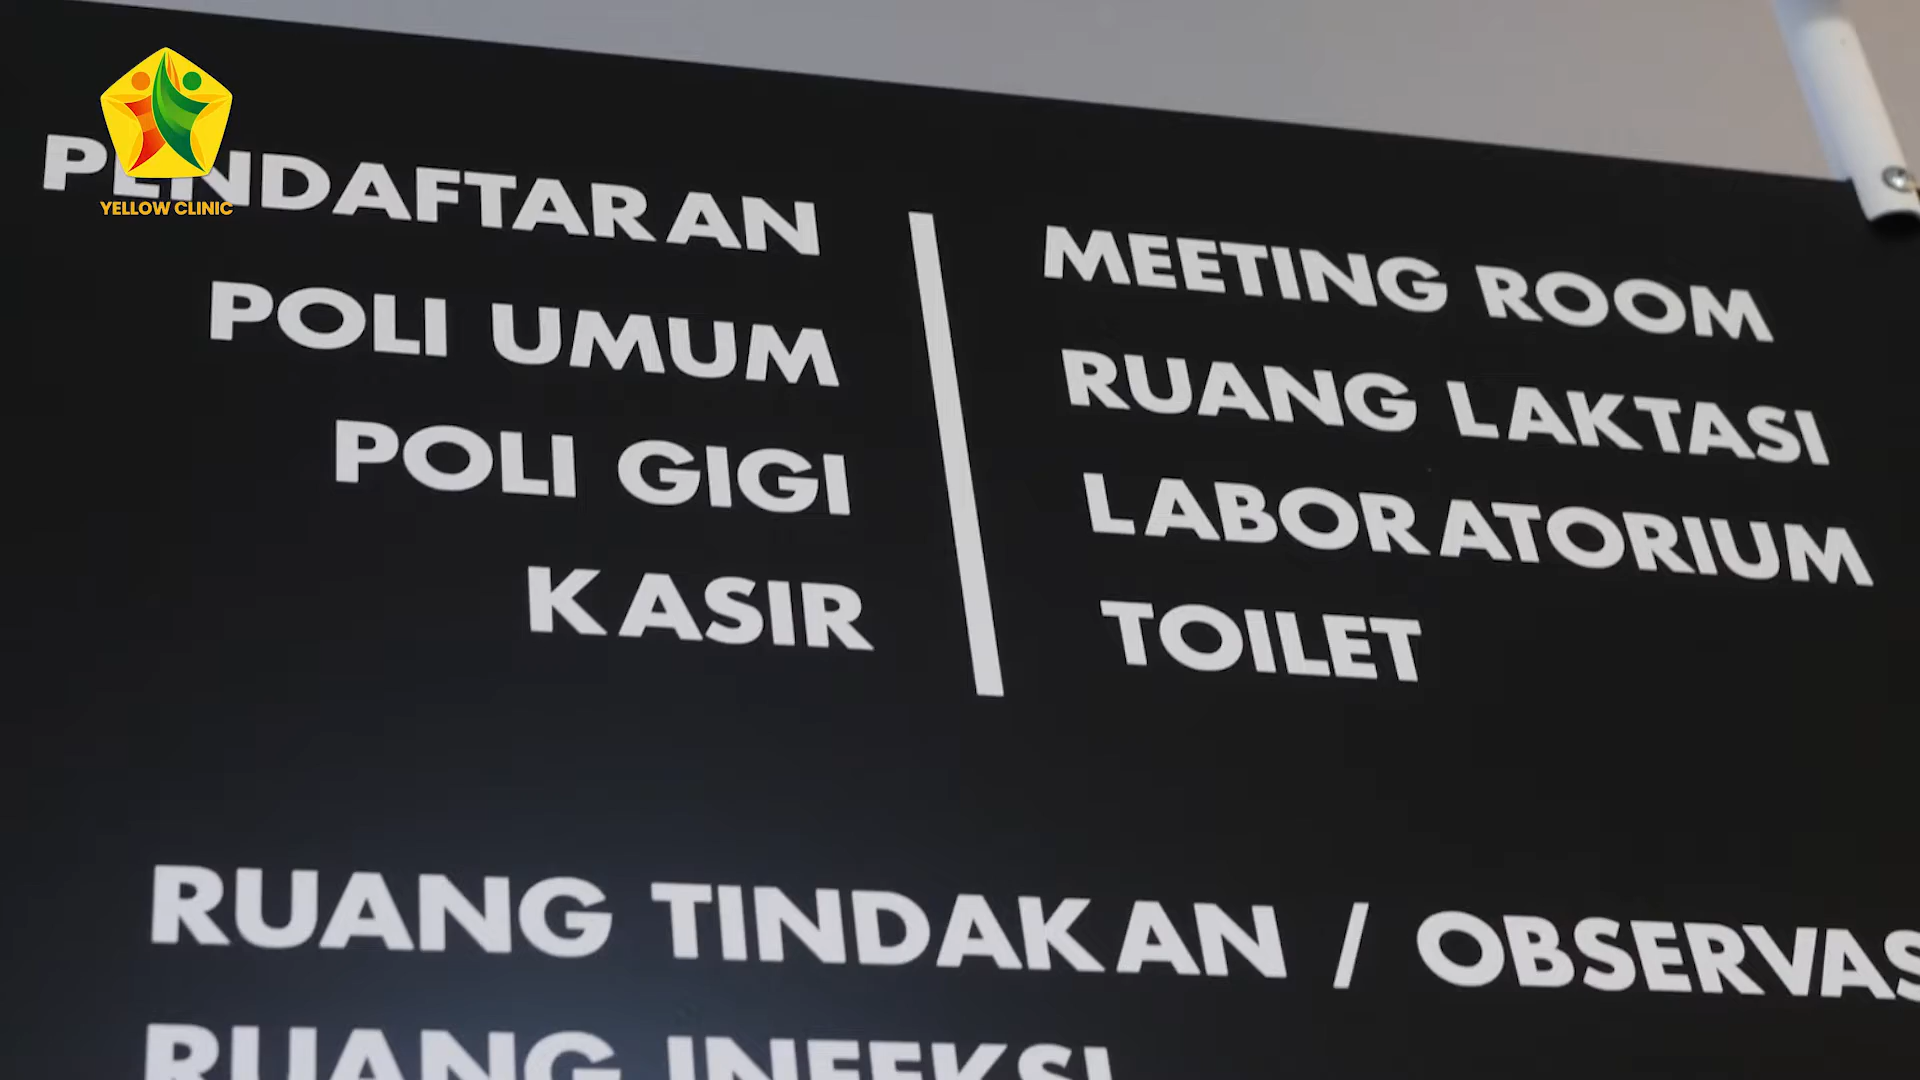 YELLOW CLINIC
PENDAFTARAN
POLI UMUM
POLI GIGI
KASIR
MEETING ROOM
RUANG LAKTASI
LABORATORIUM
TOILET
RUANG TINDAKAN / OBSERVAS
RUANG INFEKSI